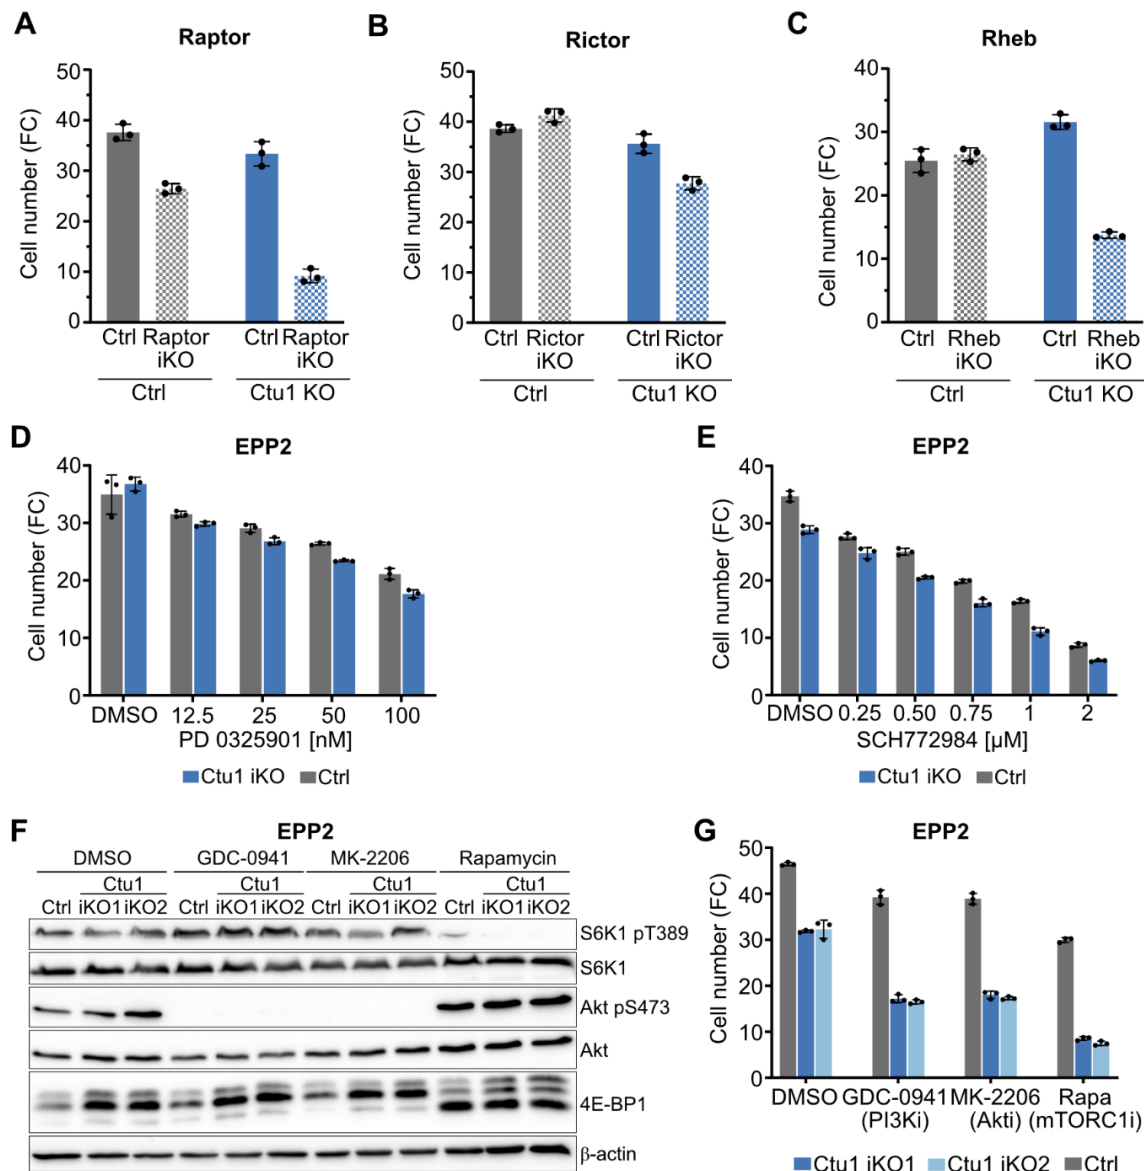 A
Raptor
Cell number (FC)
50
40
30
20
10
0
Ctrl Raptor iKO
Ctrl Raptor iKO
Ctrl
Ctu1 KO
B
Rictor
Cell number (FC)
50
40
30
20
10
0
Ctrl Rictor iKO
Ctrl Rictor iKO
Ctrl
Ctu1 KO
C
Rheb
Cell number (FC)
40
30
20
10
0
Ctrl Rheb iKO
Ctrl Rheb iKO
Ctrl
Ctu1 KO
D
EPP2
Cell number (FC)
40
30
20
10
0
DMSO 12.5 25 50 100
PD 0325901 [nM]
Ctu1 iKO Ctrl
E
EPP2
Cell number (FC)
40
30
20
10
0
DMSO 0.25 0.50 0.75 1 2
SCH772984 [µM]
Ctu1 iKO Ctrl
F
EPP2
DMSO GDC-0941 MK-2206 Rapamycin
Ctu1 Ctu1 Ctu1 Ctu1
Ctrl iKO1 iKO2 Ctrl iKO1 iKO2 Ctrl iKO1 iKO2 Ctrl iKO1 iKO2
S6K1 pT389
S6K1
Akt pS473
Akt
4E-BP1
β-actin
G
EPP2
Cell number (FC)
50
40
30
20
10
0
DMSO GDC-0941 MK-2206 Rapa
(PI3Ki) (Akti) (mTORC1i)
Ctu1 iKO1 Ctu1 iKO2 Ctrl